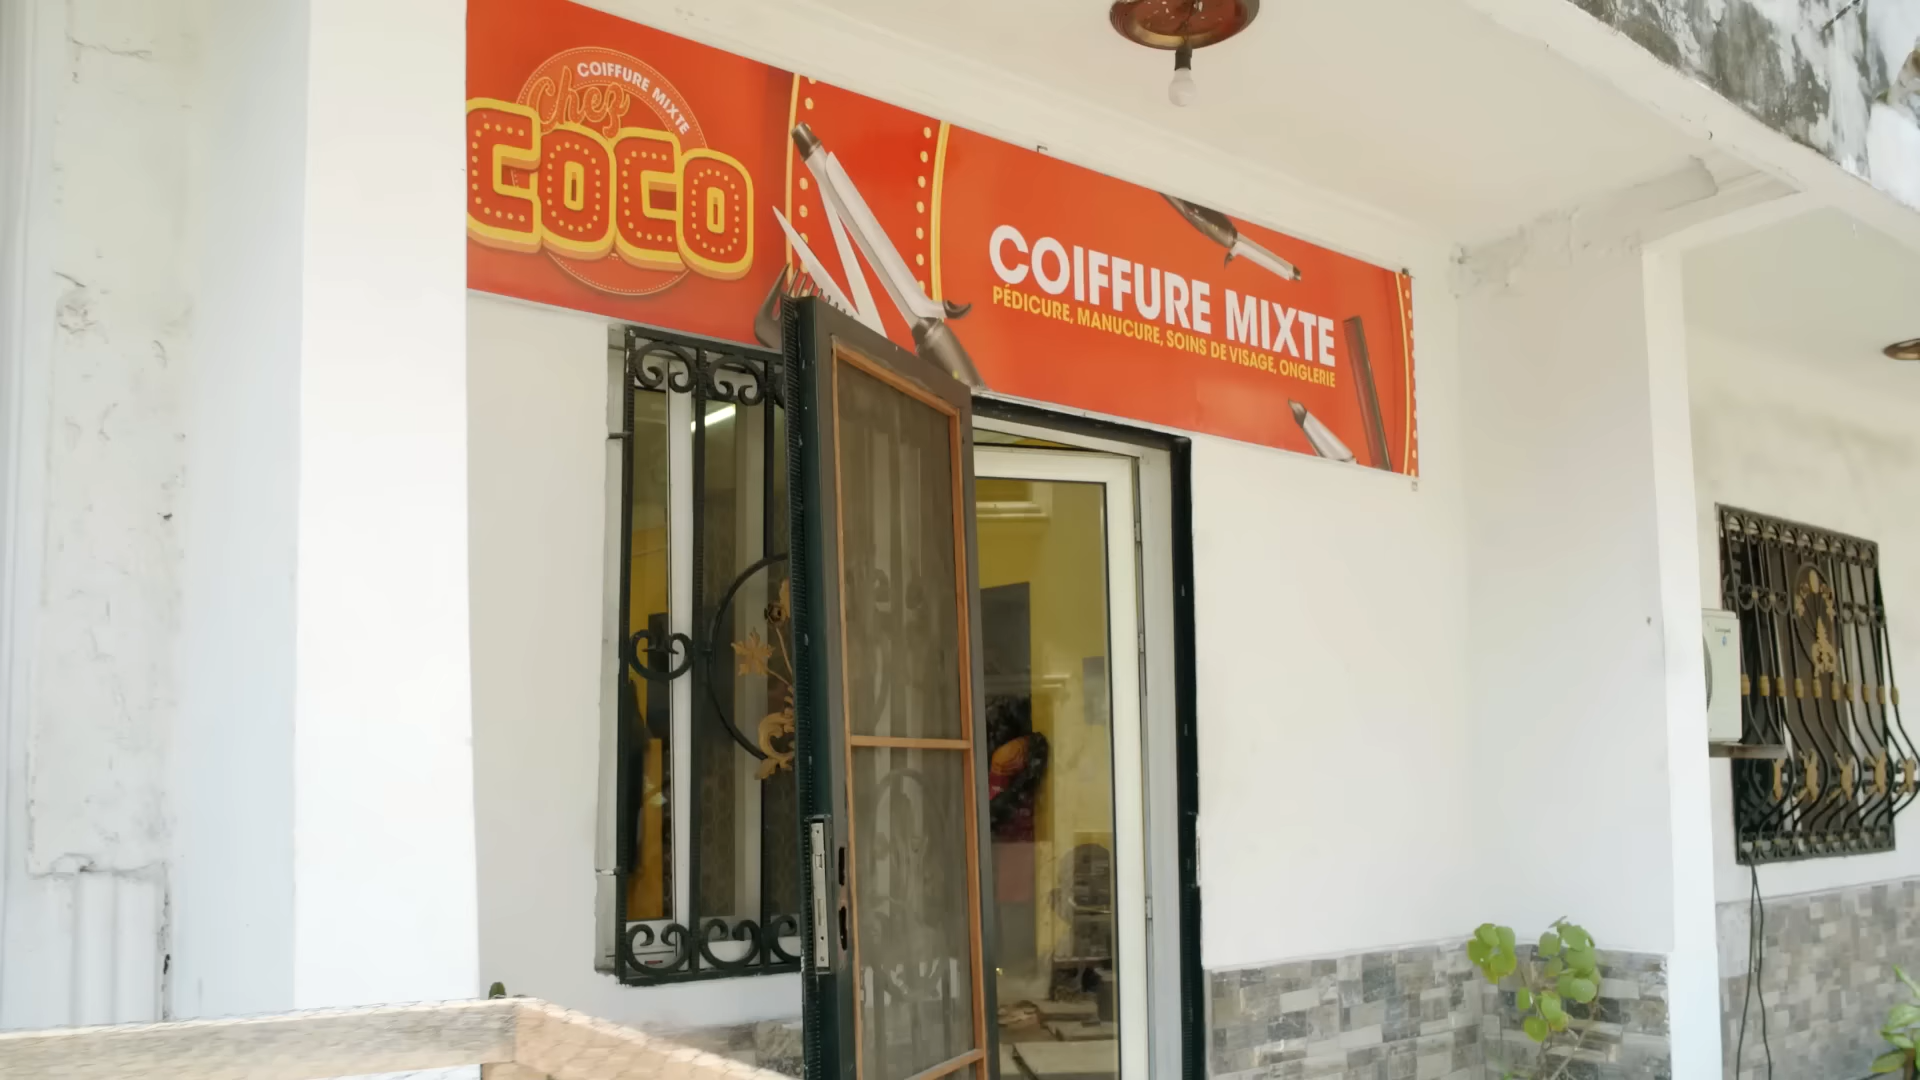 COIFFURE MIXTE
Chez
COCO
COIFFURE MIXTE
PÉDICURE, MANUCURE, SOINS DE VISAGE, ONGLERIE